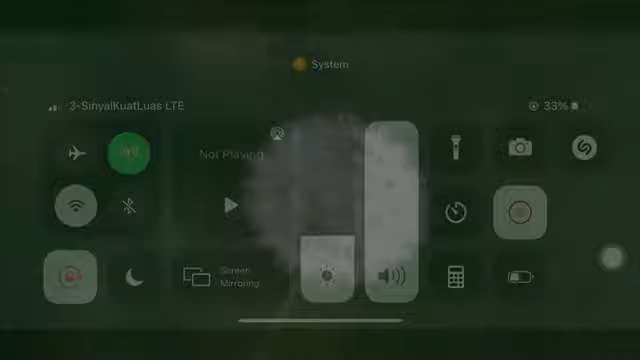 System
3-SinyalKuatLuas LTE
33%
Not Playing
Screen
Mirroring